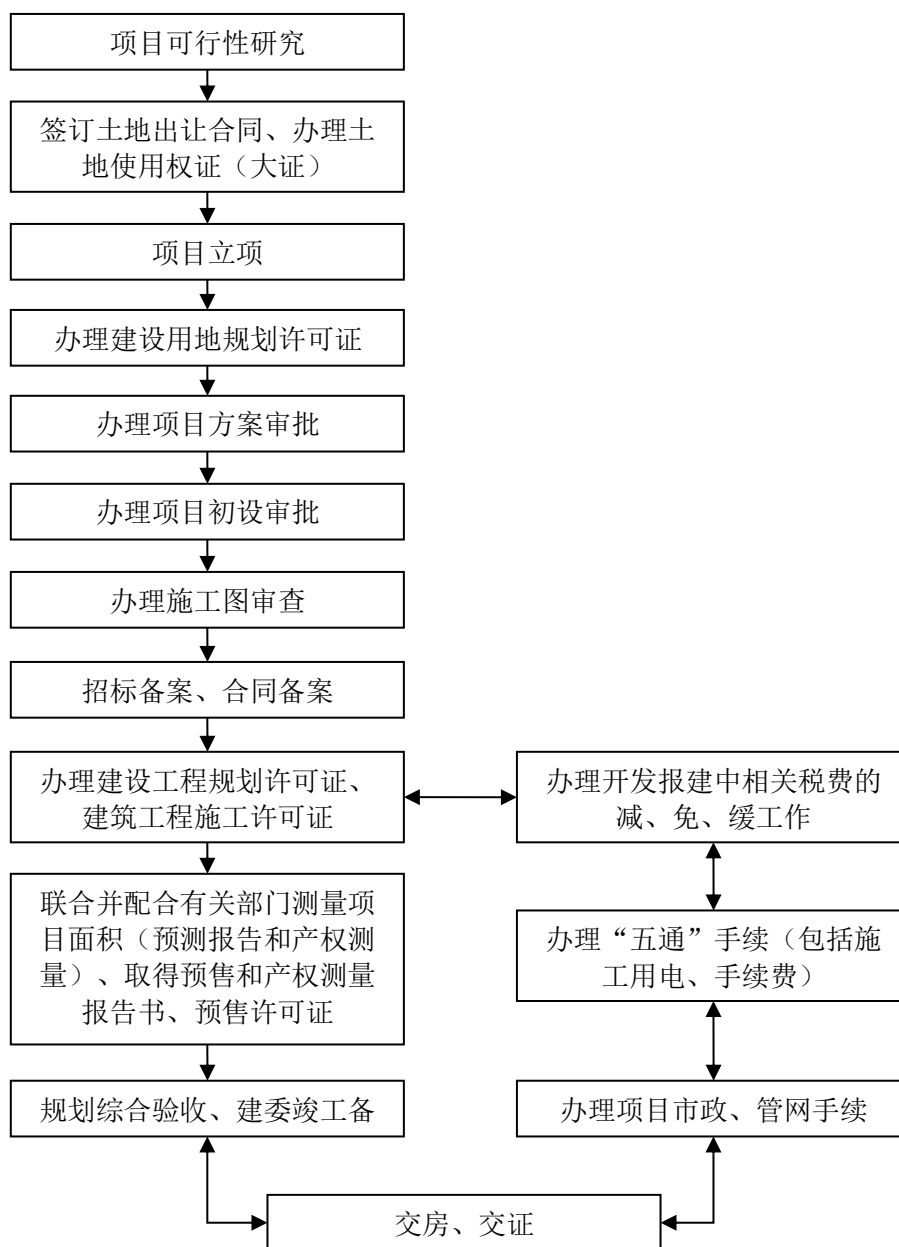 项目可行性研究
签订土地出让合同、办理土
地使用权证（大证）
项目立项
办理建设用地规划许可证
办理项目方案审批
办理项目初设审批
办理施工图审查
招标备案、合同备案
办理建设工程规划许可证、
建筑工程施工许可证
办理开发报建中相关税费的
减、免、缓工作
联合并配合有关部门测量项
目面积（预测报告和产权测
量）、取得预售和产权测量
报告书、预售许可证
办理“五通”手续（包括施
工用电、手续费）
规划综合验收、建委竣工备
办理项目市政、管网手续
交房、交证